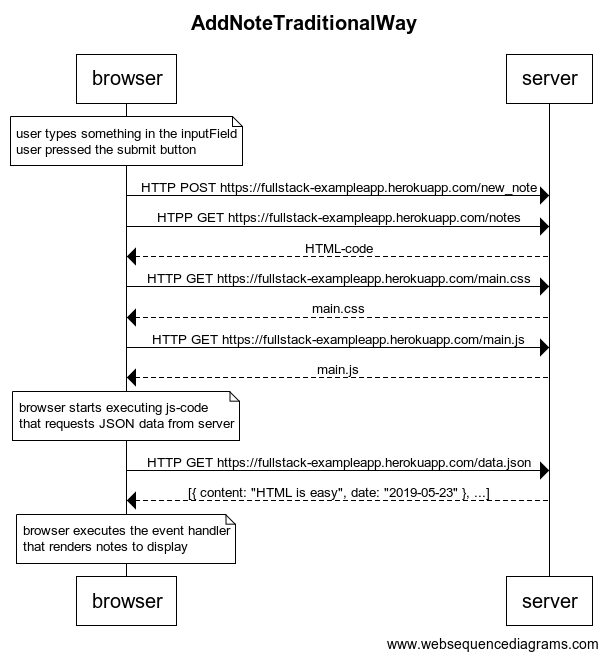 AddNoteTraditionalWay
browser
server
user types something in the inputField
user pressed the submit button
HTTP POST https://fullstack-exampleapp.herokuapp.com/new_note
HTPP GET https://fullstack-exampleapp.herokuapp.com/notes
HTML-code
HTTP GET https://fullstack-exampleapp.herokuapp.com/main.css
main.css
HTTP GET https://fullstack-exampleapp.herokuapp.com/main.js
main.js
browser starts executing js-code
that requests JSON data from server
HTTP GET https://fullstack-exampleapp.herokuapp.com/data.json
[{ content: "HTML is easy", date: "2019-05-23" }, ...]
browser executes the event handler
that renders notes to display
browser
server
www.websequencediagrams.com